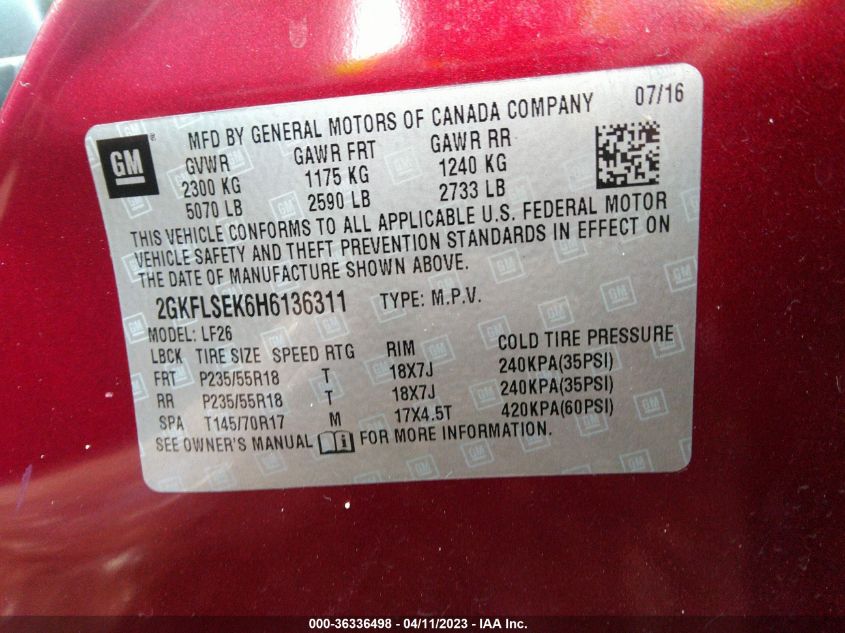 MFD BY GENERAL MOTORS OF CANADA COMPANY 07/16
GM
GVWR GAWR FRT GAWR RR
2300 KG 1175 KG 1240 KG
5070 LB 2590 LB 2733 LB
THIS VEHICLE CONFORMS TO ALL APPLICABLE U.S. FEDERAL MOTOR
VEHICLE SAFETY AND THEFT PREVENTION STANDARDS IN EFFECT ON
THE DATE OF MANUFACTURE SHOWN ABOVE.
2GKFLSEK6H6136311 TYPE: M.P.V.
MODEL: LF26
LBCK TIRE SIZE SPEED RTG RIM COLD TIRE PRESSURE
FRT P235/55R18 T 18X7J 240KPA(35PSI)
RR P235/55R18 T 18X7J 240KPA(35PSI)
SPA T145/70R17 M 17X4.5T 420KPA(60PSI)
SEE OWNER'S MANUAL FOR MORE INFORMATION.
000-36336498 - 04/11/2023 - IAA Inc.